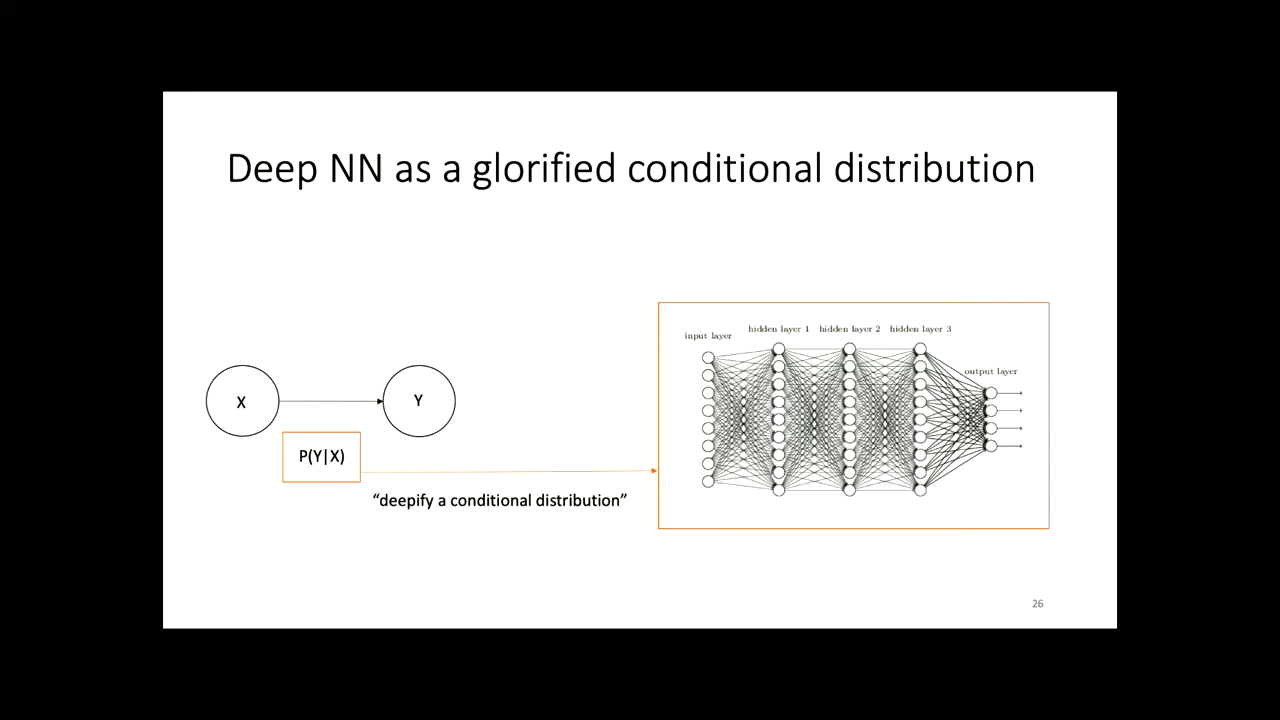 Deep NN as a glorified conditional distribution
input layer
hidden layer 1 hidden layer 2 hidden layer 3
output layer
X
Y
P(Y|X)
“deepify a conditional distribution”
26